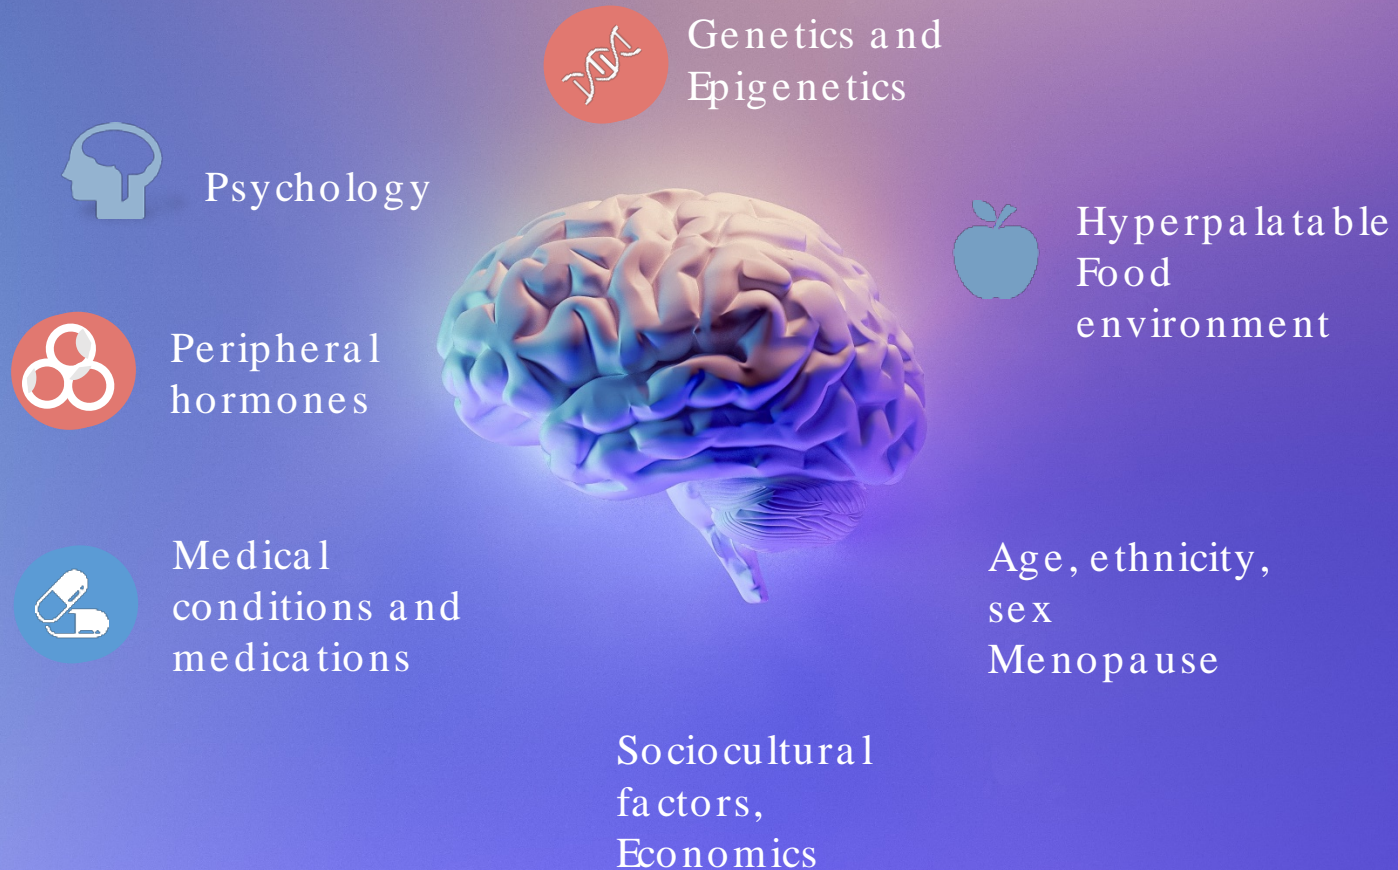 Genetics and
Epigenetics
Psychology
Hyperpalatable
Food
environment
Peripheral
hormones
Medical
conditions and
medications
Age, ethnicity,
sex
Menopause
Sociocultural
factors,
Economics